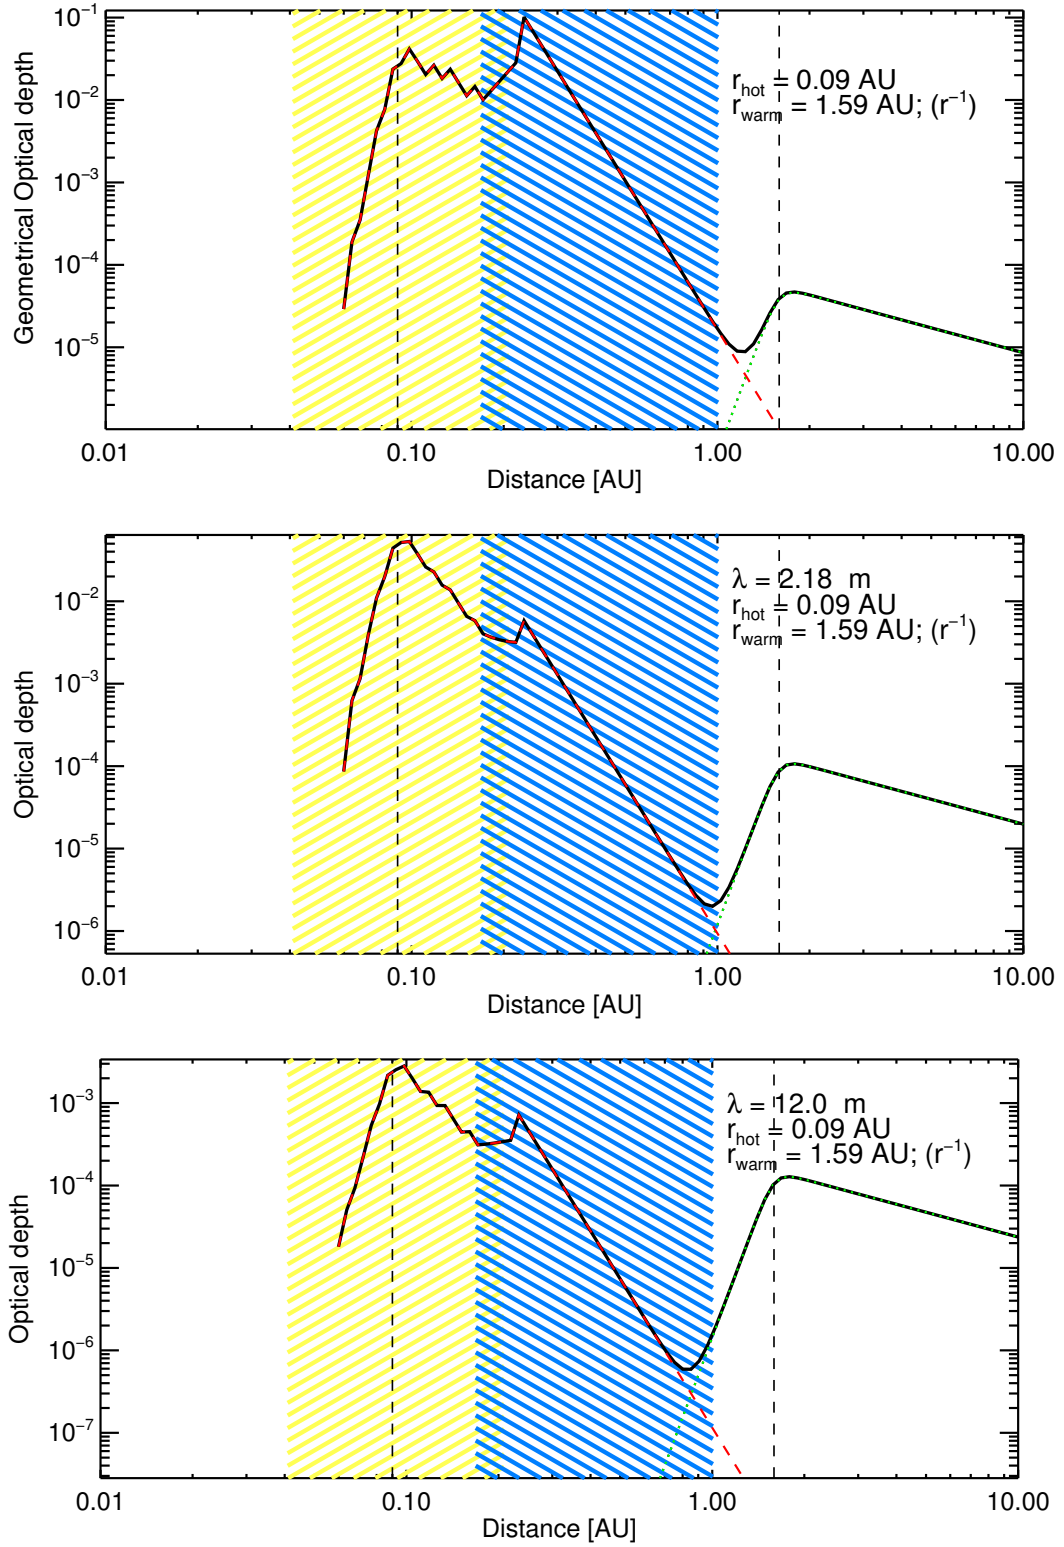 10⁻¹
10⁻²
10⁻³
10⁻⁴
10⁻⁵
Geometrical Optical depth
r_hot = 0.09 AU
r_warm = 1.59 AU; (r⁻¹)
0.01 0.10 1.00 10.00
Distance [AU]
10⁻²
10⁻³
10⁻⁴
10⁻⁵
10⁻⁶
Optical depth
λ = 2.18 m
r_hot = 0.09 AU
r_warm = 1.59 AU; (r⁻¹)
0.01 0.10 1.00 10.00
Distance [AU]
10⁻³
10⁻⁴
10⁻⁵
10⁻⁶
10⁻⁷
Optical depth
λ = 12.0 m
r_hot = 0.09 AU
r_warm = 1.59 AU; (r⁻¹)
0.01 0.10 1.00 10.00
Distance [AU]